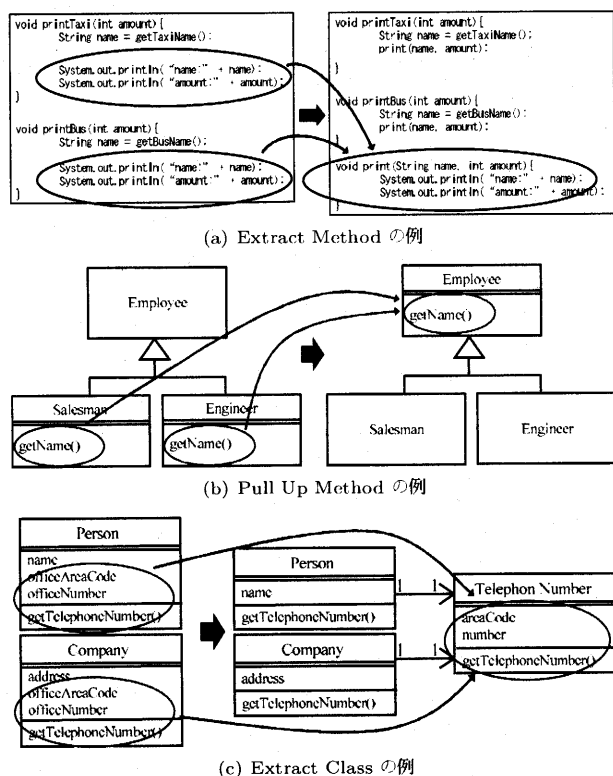 void printTaxi(int amount){
String name = getTaxiName();
System.out.println( "name:" + name);
System.out.println( "amount:" + amount);
}
void printBus(int amount){
String name = getBusName();
System.out.println( "name:" + name);
System.out.println( "amount:" + amount);
}
void printTaxi(int amount){
String name = getTaxiName();
print(name, amount);
}
void printBus(int amount){
String name = getBusName();
print(name, amount);
}
void print(String name, int amount){
System.out.println( "name:" + name);
System.out.println( "amount:" + amount);
}
(a) Extract Method の例
Employee
Salesman
getName()
Engineer
getName()
Employee
getName()
Salesman
Engineer
(b) Pull Up Method の例
Person
name
officeAreaCode
officeNumber
getTelephoneNumber()
Company
address
officeAreaCode
officeNumber
getTelephoneNumber()
Person
name
getTelephoneNumber()
Company
address
getTelephoneNumber()
1 1
1 1
Telephon Number
areaCode
number
getTelephoneNumber()
(c) Extract Class の例